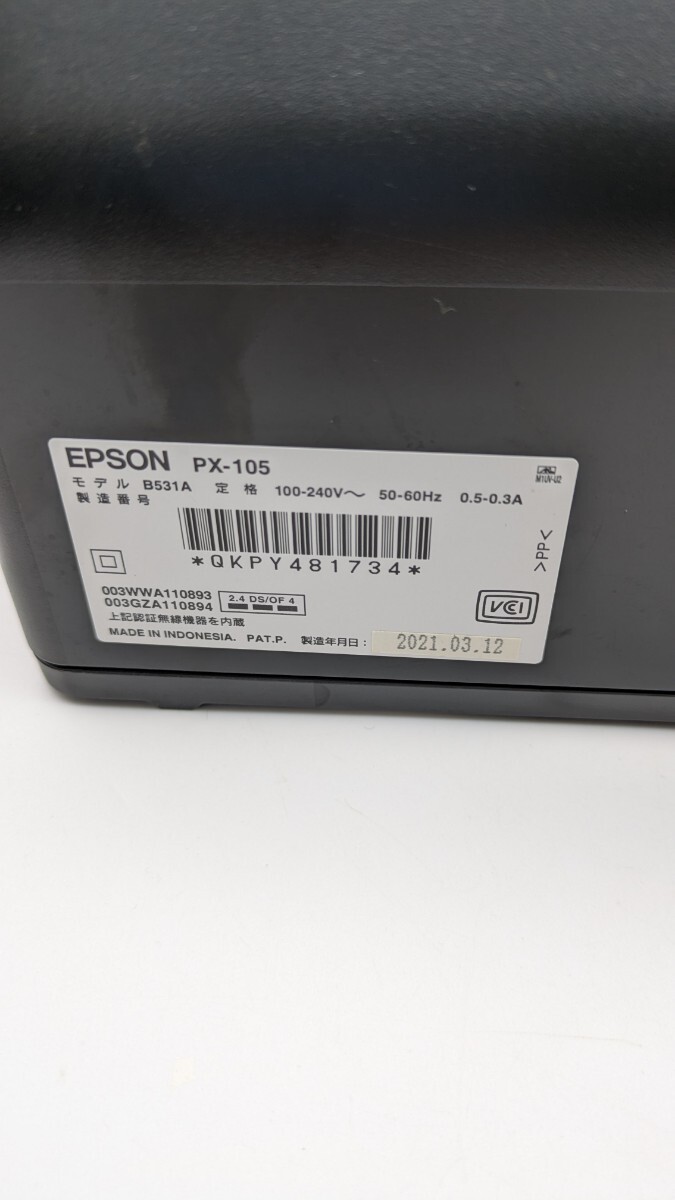 EPSON PX-105
モデル B531A 定格 100-240V～ 50-60Hz 0.5-0.3A
製造番号
*QKPY481734*
M1UV-U2
>PP<
003WWA110893
003GZA110894
2.4 DS/OF 4
上記認証無線機器を内蔵
VCI
MADE IN INDONESIA. PAT.P. 製造年月日： 2021.03.12